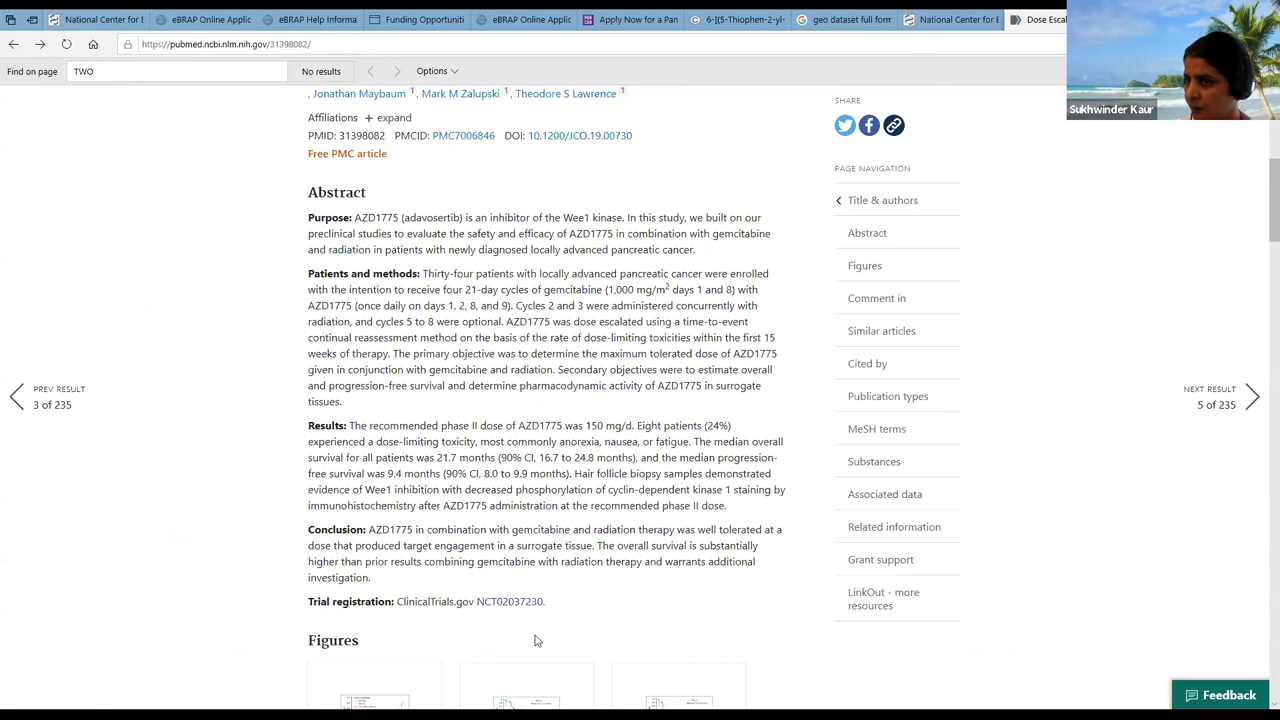 National Center for E
eBRAP Online Applic
eBRAP Help Informa
Funding Opportuniti
eBRAP Online Applic
Apply Now for a Pan
6-[(5-Thiophen-2-yl-
geo dataset full form
National Center for E
Dose Escal
https://pubmed.ncbi.nlm.nih.gov/31398082/
Find on page
TWO
No results
Options
Sukhwinder Kaur
, Jonathan Maybaum 1, Mark M Zalupski 1, Theodore S Lawrence 1
Affiliations + expand
PMID: 31398082 PMCID: PMC7006846 DOI: 10.1200/JCO.19.00730
Free PMC article
Abstract
Purpose: AZD1775 (adavosertib) is an inhibitor of the Wee1 kinase. In this study, we built on our
preclinical studies to evaluate the safety and efficacy of AZD1775 in combination with gemcitabine
and radiation in patients with newly diagnosed locally advanced pancreatic cancer.
Patients and methods: Thirty-four patients with locally advanced pancreatic cancer were enrolled
with the intention to receive four 21-day cycles of gemcitabine (1,000 mg/m2 days 1 and 8) with
AZD1775 (once daily on days 1, 2, 8, and 9). Cycles 2 and 3 were administered concurrently with
radiation, and cycles 5 to 8 were optional. AZD1775 was dose escalated using a time-to-event
continual reassessment method on the basis of the rate of dose-limiting toxicities within the first 15
weeks of therapy. The primary objective was to determine the maximum tolerated dose of AZD1775
given in conjunction with gemcitabine and radiation. Secondary objectives were to estimate overall
and progression-free survival and determine pharmacodynamic activity of AZD1775 in surrogate
tissues.
Results: The recommended phase II dose of AZD1775 was 150 mg/d. Eight patients (24%)
experienced a dose-limiting toxicity, most commonly anorexia, nausea, or fatigue. The median overall
survival for all patients was 21.7 months (90% CI, 16.7 to 24.8 months), and the median progression-
free survival was 9.4 months (90% CI, 8.0 to 9.9 months). Hair follicle biopsy samples demonstrated
evidence of Wee1 inhibition with decreased phosphorylation of cyclin-dependent kinase 1 staining by
immunohistochemistry after AZD1775 administration at the recommended phase II dose.
Conclusion: AZD1775 in combination with gemcitabine and radiation therapy was well tolerated at a
dose that produced target engagement in a surrogate tissue. The overall survival is substantially
higher than prior results combining gemcitabine with radiation therapy and warrants additional
investigation.
Trial registration: ClinicalTrials.gov NCT02037230.
Figures
SHARE
PAGE NAVIGATION
Title & authors
Abstract
Figures
Comment in
Similar articles
Cited by
Publication types
MeSH terms
Substances
Associated data
Related information
Grant support
LinkOut - more
resources
PREV RESULT
3 of 235
NEXT RESULT
5 of 235
Feedback